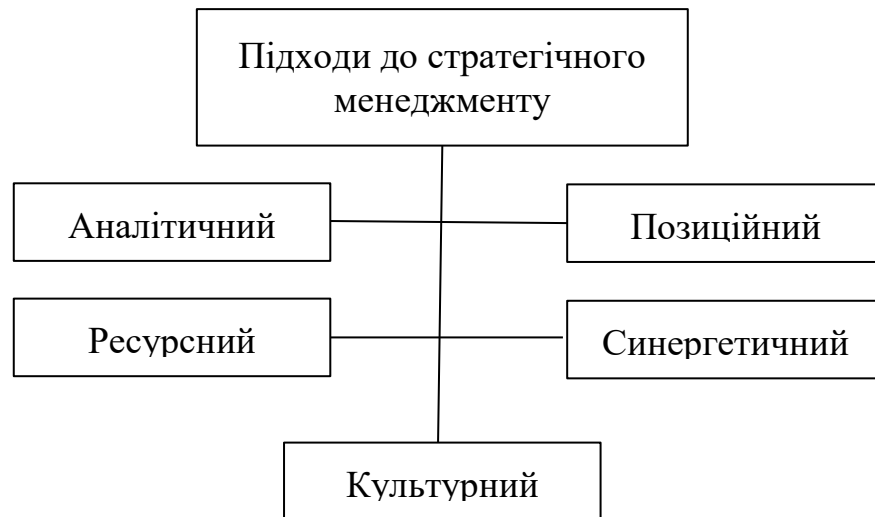 Підходи до стратегічного
менеджменту
Аналітичний
Позиційний
Ресурсний
Синергетичний
Культурний